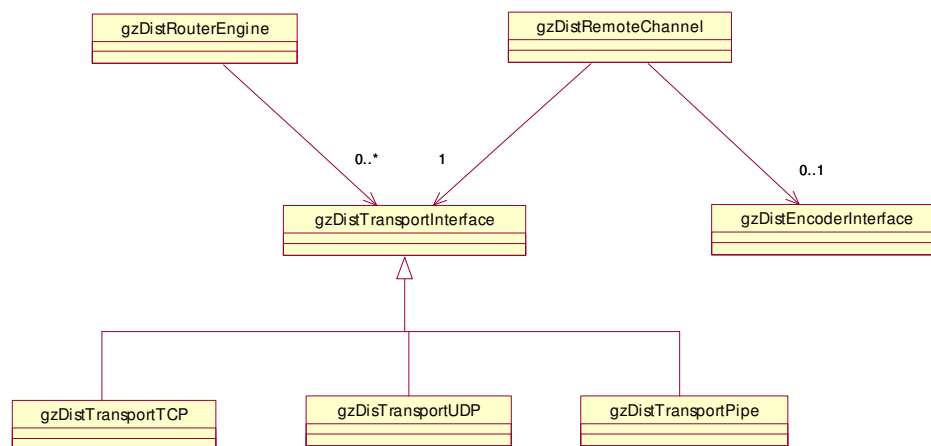 gzDistRouterEngine
gzDistRemoteChannel
0..*
1
0..1
gzDistTransportInterface
gzDistEncoderInterface
gzDistTransportTCP
gzDisTransportUDP
gzDistTransportPipe